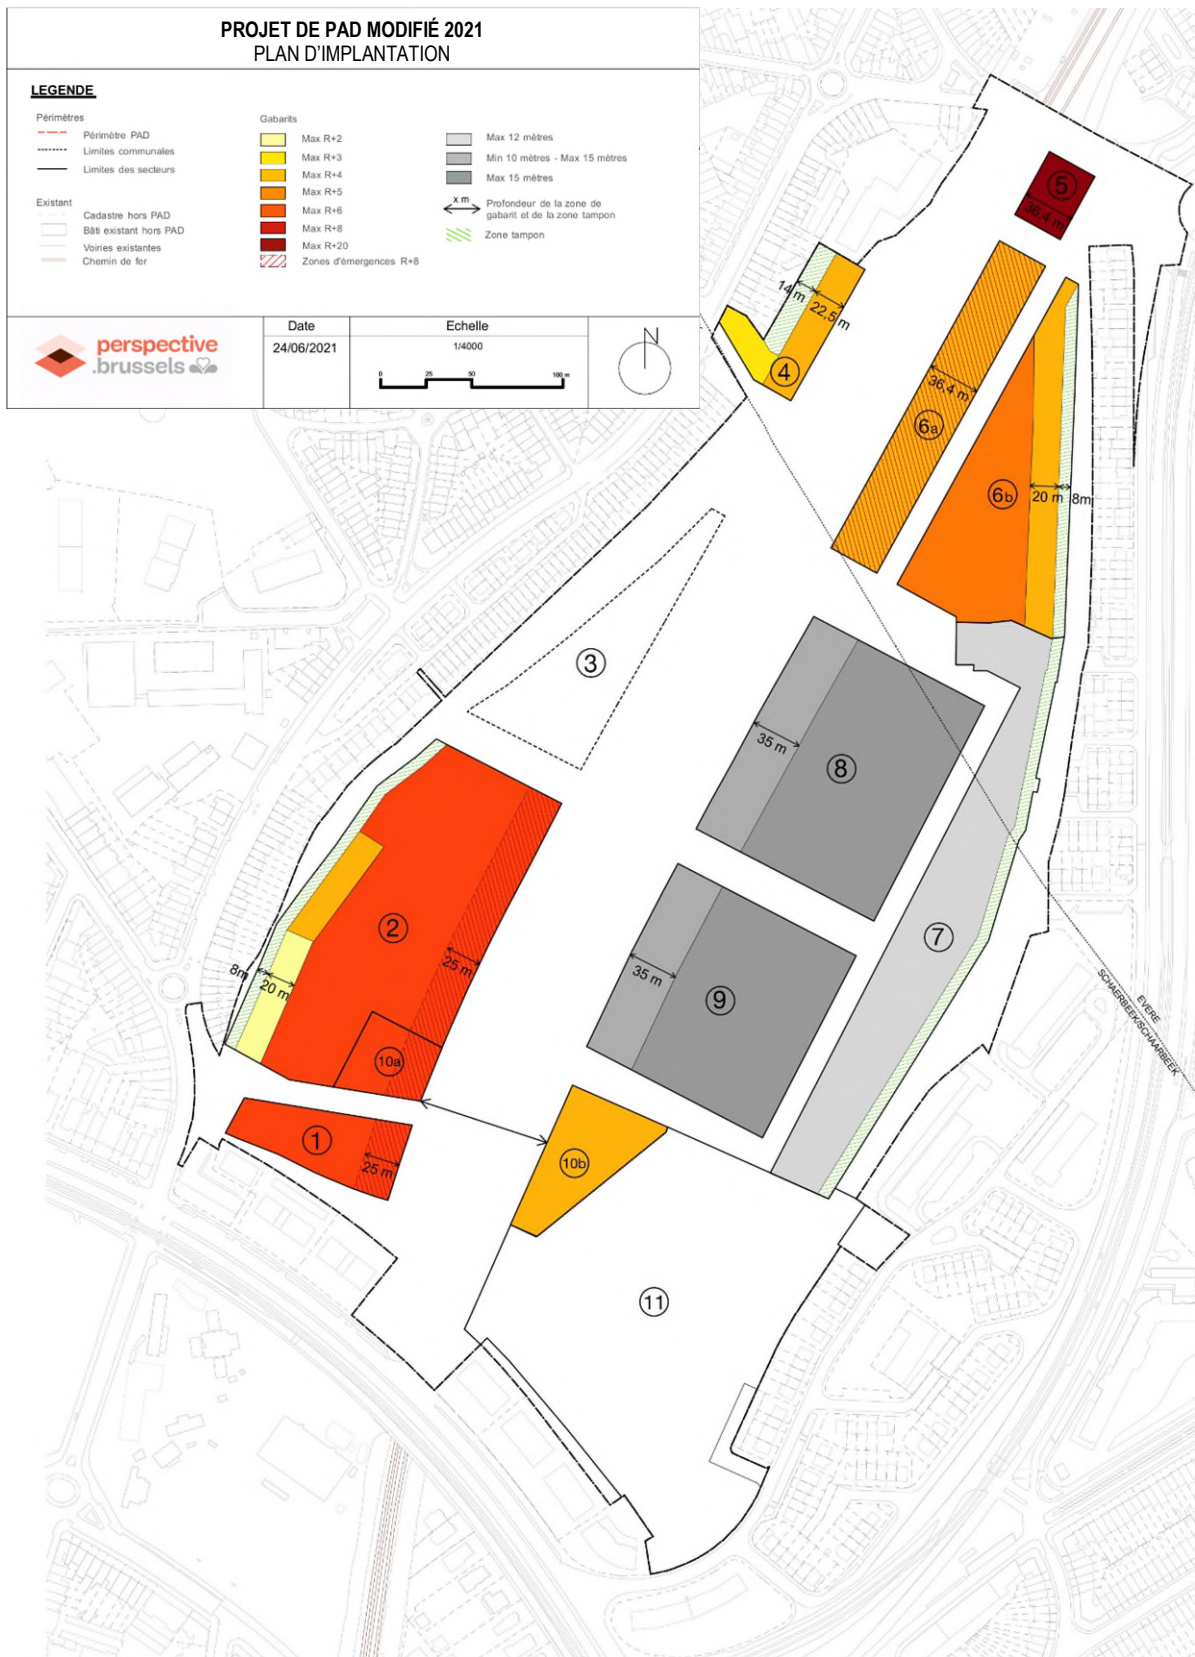 PROJET DE PAD MODIFIÉ 2021
PLAN D'IMPLANTATION
LEGENDE
Périmètres
Périmètre PAD
Limites communales
Limites des secteurs
Existant
Cadastre hors PAD
Bâti existant hors PAD
Voiries existantes
Chemin de fer
Gabarits
Max R+2
Max R+3
Max R+4
Max R+5
Max R+6
Max R+8
Max R+20
Zones d'émergences R+8
Max 12 mètres
Min 10 mètres - Max 15 mètres
Max 15 mètres
x m
Profondeur de la zone de
gabarit et de la zone tampon
Zone tampon
perspective
.brussels
Date
24/06/2021
Echelle
1/4000
0 25 50 100 m
N
5
36,4 m
14 m
22,5 m
4
36,4 m
6a
6b
20 m
8m
3
35 m
8
2
7
8m
20 m
25 m
35 m
9
10a
EVERE
SCHAERBEEK/SCHAARBEEK
1
25 m
10b
11